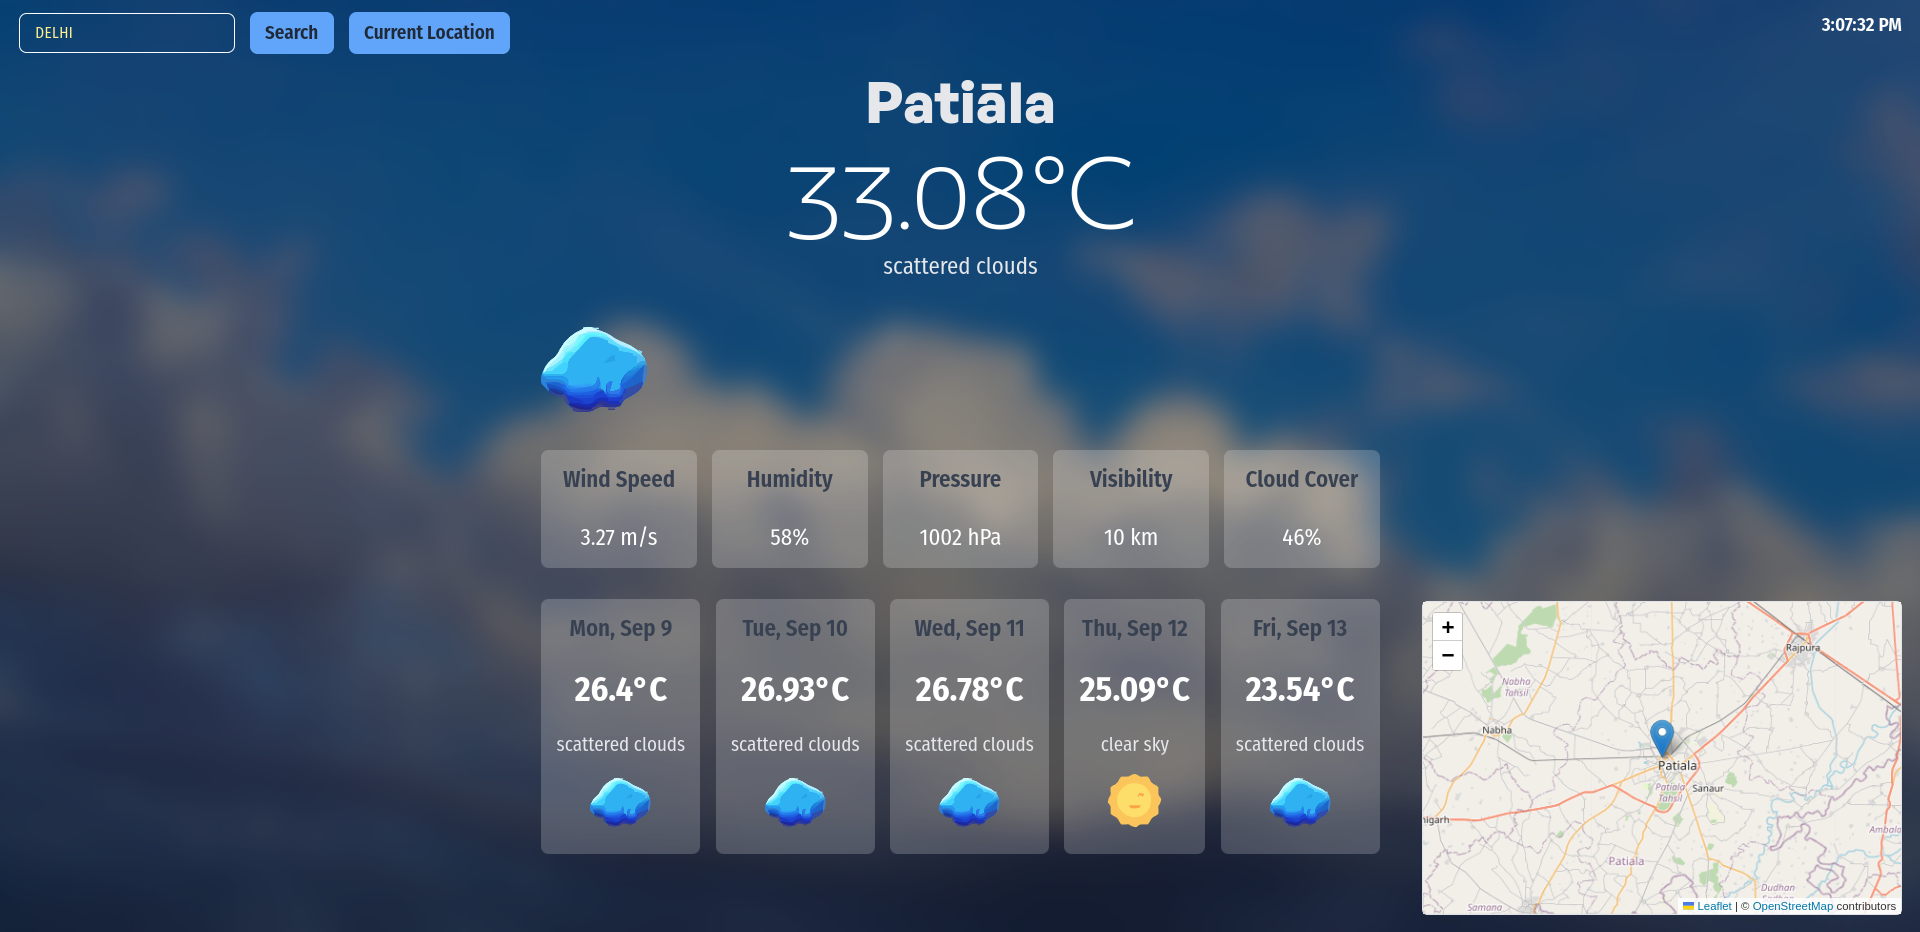 DELHI
Search
Current Location
3:07:32 PM
Patiāla
33.08°C
scattered clouds
Wind Speed
3.27 m/s
Humidity
58%
Pressure
1002 hPa
Visibility
10 km
Cloud Cover
46%
Mon, Sep 9
26.4°C
scattered clouds
Tue, Sep 10
26.93°C
scattered clouds
Wed, Sep 11
26.78°C
scattered clouds
Thu, Sep 12
25.09°C
clear sky
Fri, Sep 13
23.54°C
scattered clouds
+
−
Rajpura
Nabha
Tahsil
Nabha
Patiala
Patiala
Tahsil
Sanaur
nigarh
Ambala
Patiala
Dudhan
Samana
Leaflet | © OpenStreetMap contributors